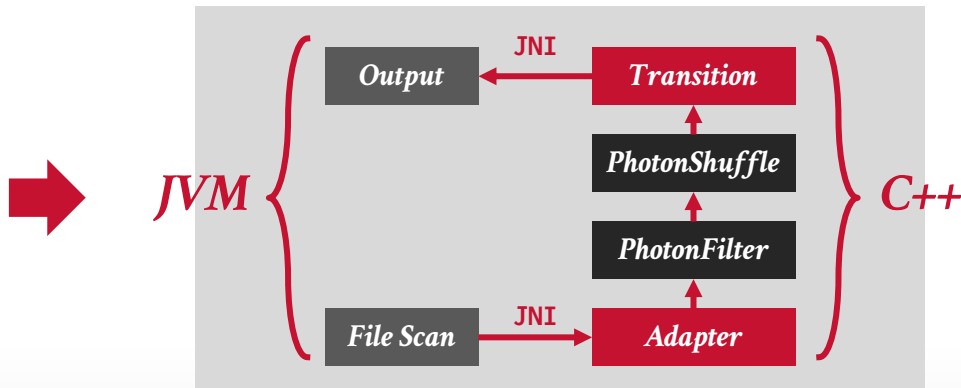 Output
JNI
Transition
PhotonShuffle
JVM
C++
PhotonFilter
File Scan
JNI
Adapter